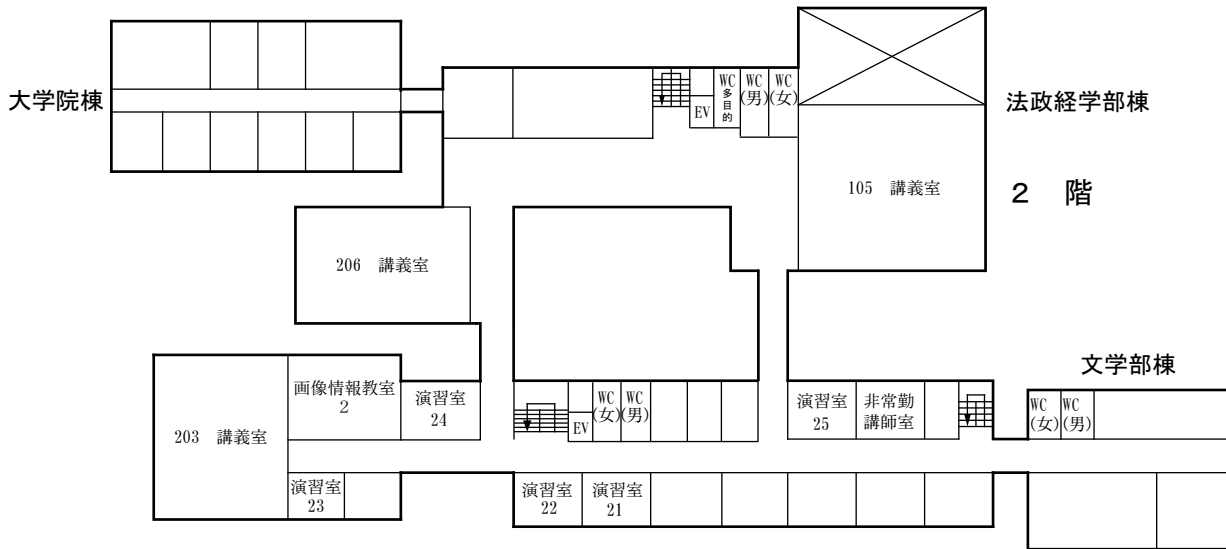 大学院棟
法政経学部棟
2 階
文学部棟
EV
WC
多目的
WC
(男)
WC
(女)
105 講義室
206 講義室
203 講義室
画像情報教室
2
演習室
24
EV
WC
(女)
WC
(男)
演習室
25
非常勤
講師室
WC
(女)
WC
(男)
演習室
23
演習室
22
演習室
21